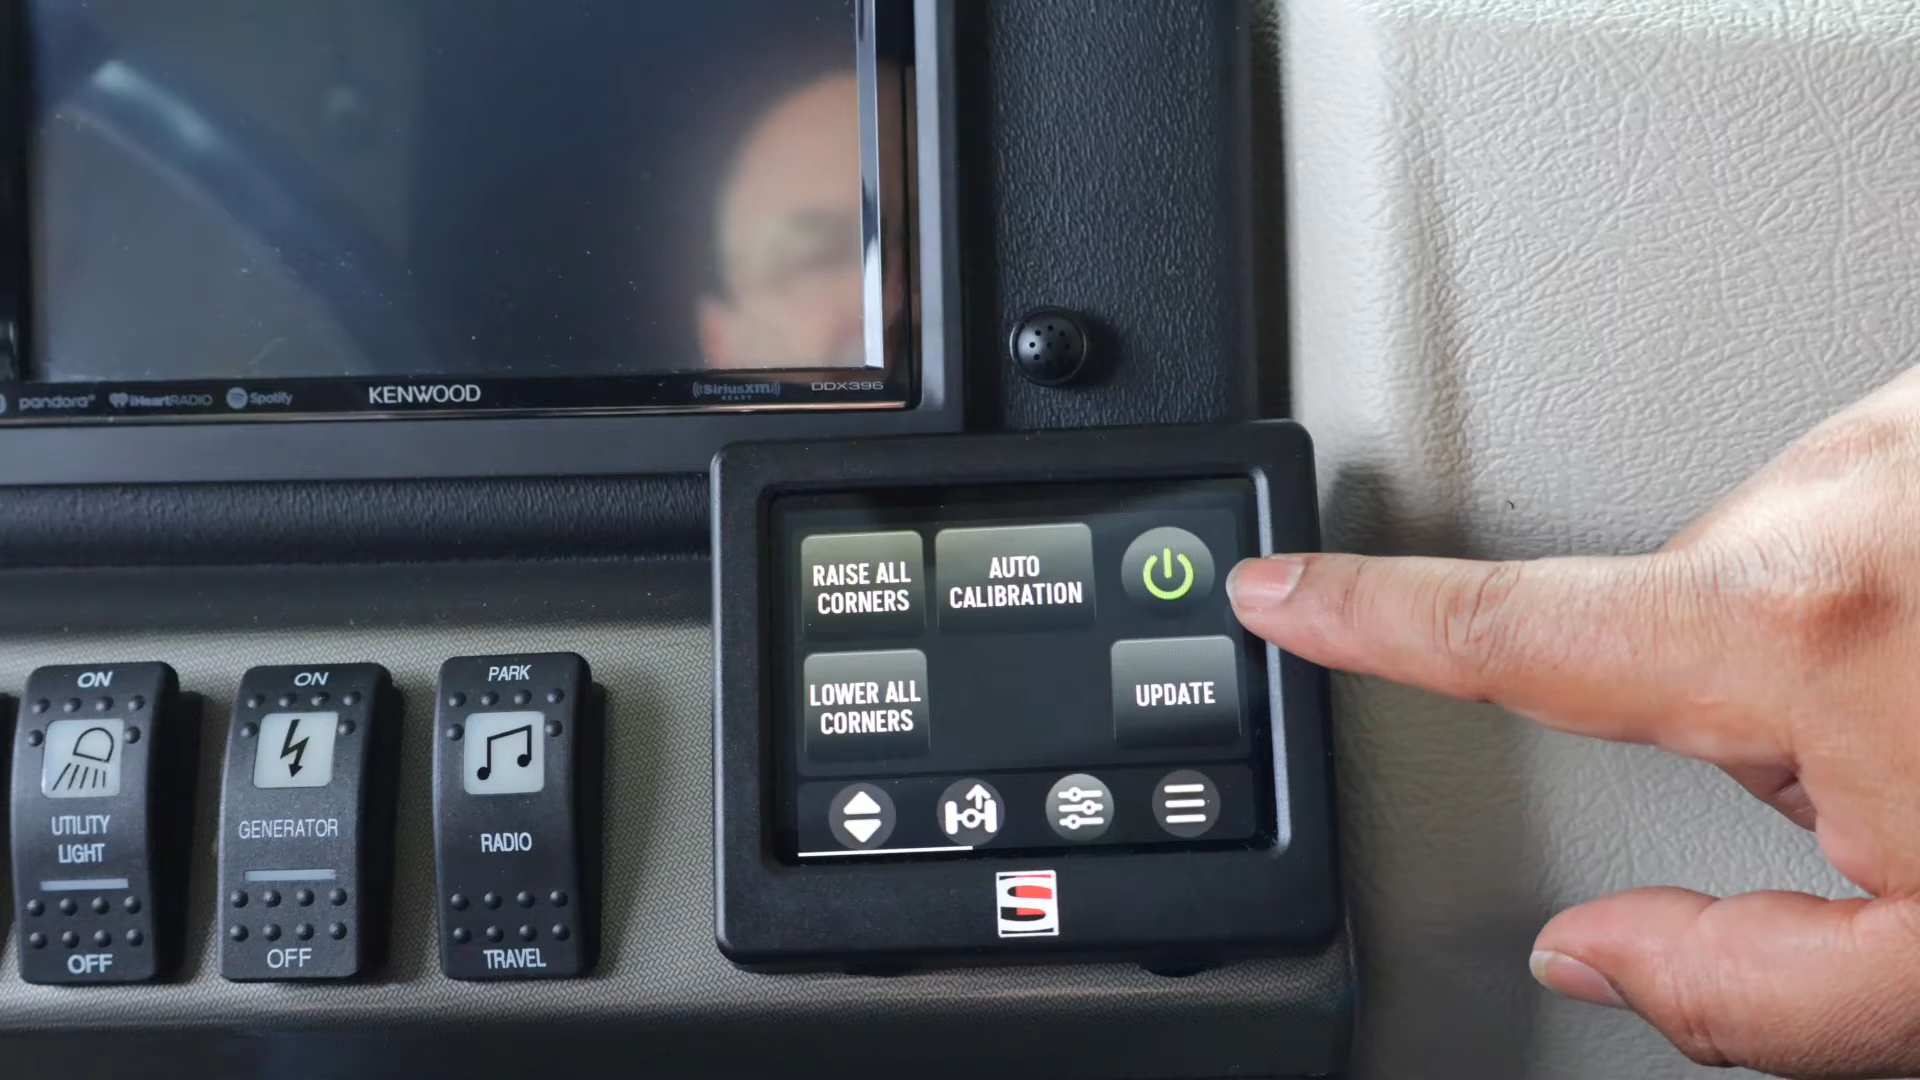 pandora
iHeartRADIO
Spotify
KENWOOD
SiriusXM
READY
DDX396
RAISE ALL
CORNERS
AUTO
CALIBRATION
LOWER ALL
CORNERS
UPDATE
ON
UTILITY
LIGHT
OFF
ON
GENERATOR
OFF
PARK
RADIO
TRAVEL
S